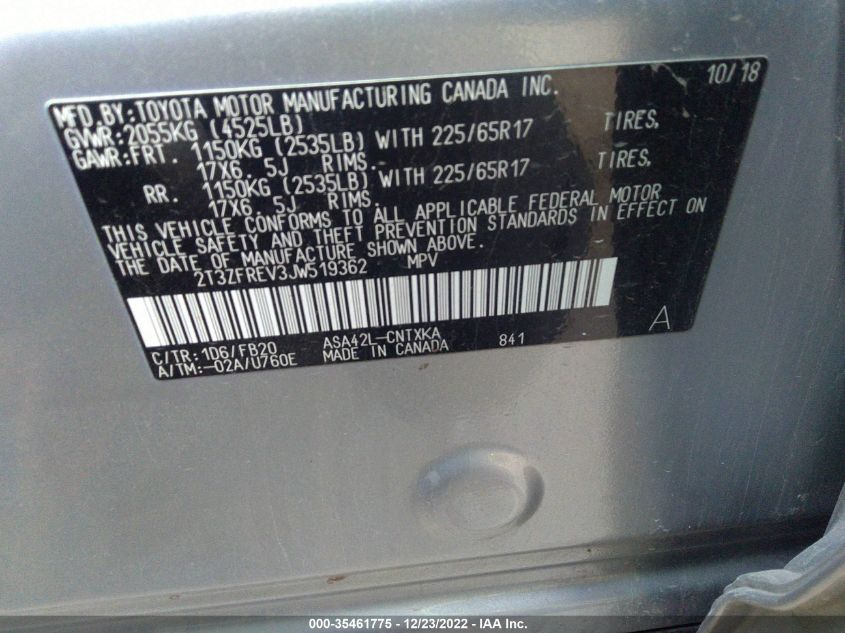 MFD.BY:TOYOTA MOTOR MANUFACTURING CANADA INC. 10/18
GVWR:2055KG (4525LB)
GAWR:FRT. 1150KG (2535LB) WITH 225/65R17 TIRES,
17X6. 5J RIMS.
RR. 1150KG (2535LB) WITH 225/65R17 TIRES,
17X6. 5J RIMS.
THIS VEHICLE CONFORMS TO ALL APPLICABLE FEDERAL MOTOR
VEHICLE SAFETY AND THEFT PREVENTION STANDARDS IN EFFECT ON
THE DATE OF MANUFACTURE SHOWN ABOVE.
2T3ZFREV3JW519362 MPV
A
C/TR:1D6/FB20 ASA42L-CNTXKA 841
A/TM:-02A/U760E MADE IN CANADA
000-35461775 - 12/23/2022 - IAA Inc.